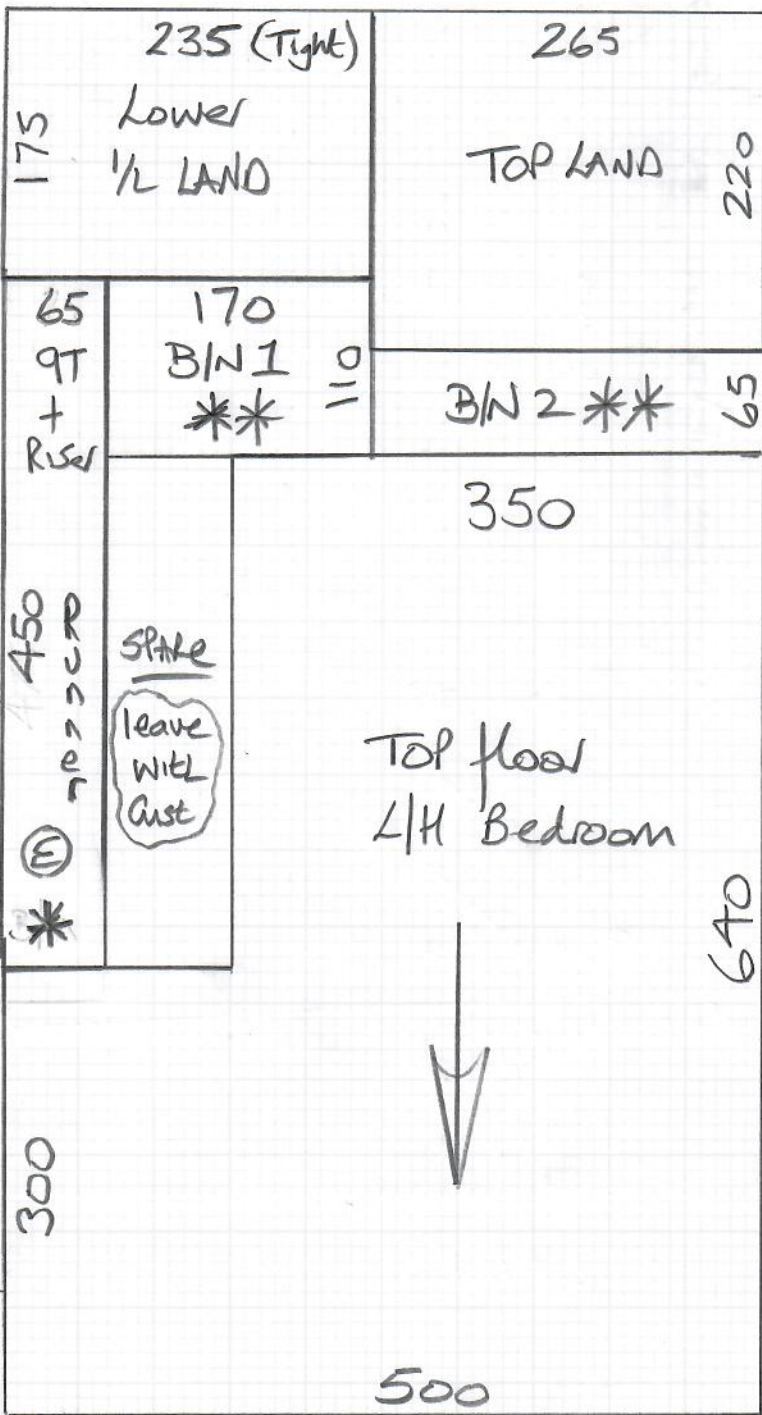 235 (Tight)
Lower
1/2 LAND
175
265
TOP LAND
220
65
9T
+
Riser
450
E
*
170
B/N 1
**
110
B/N 2 **
65
SPARE
leave
with
Cust
350
Top floor
L/H Bedroom
640
300
500